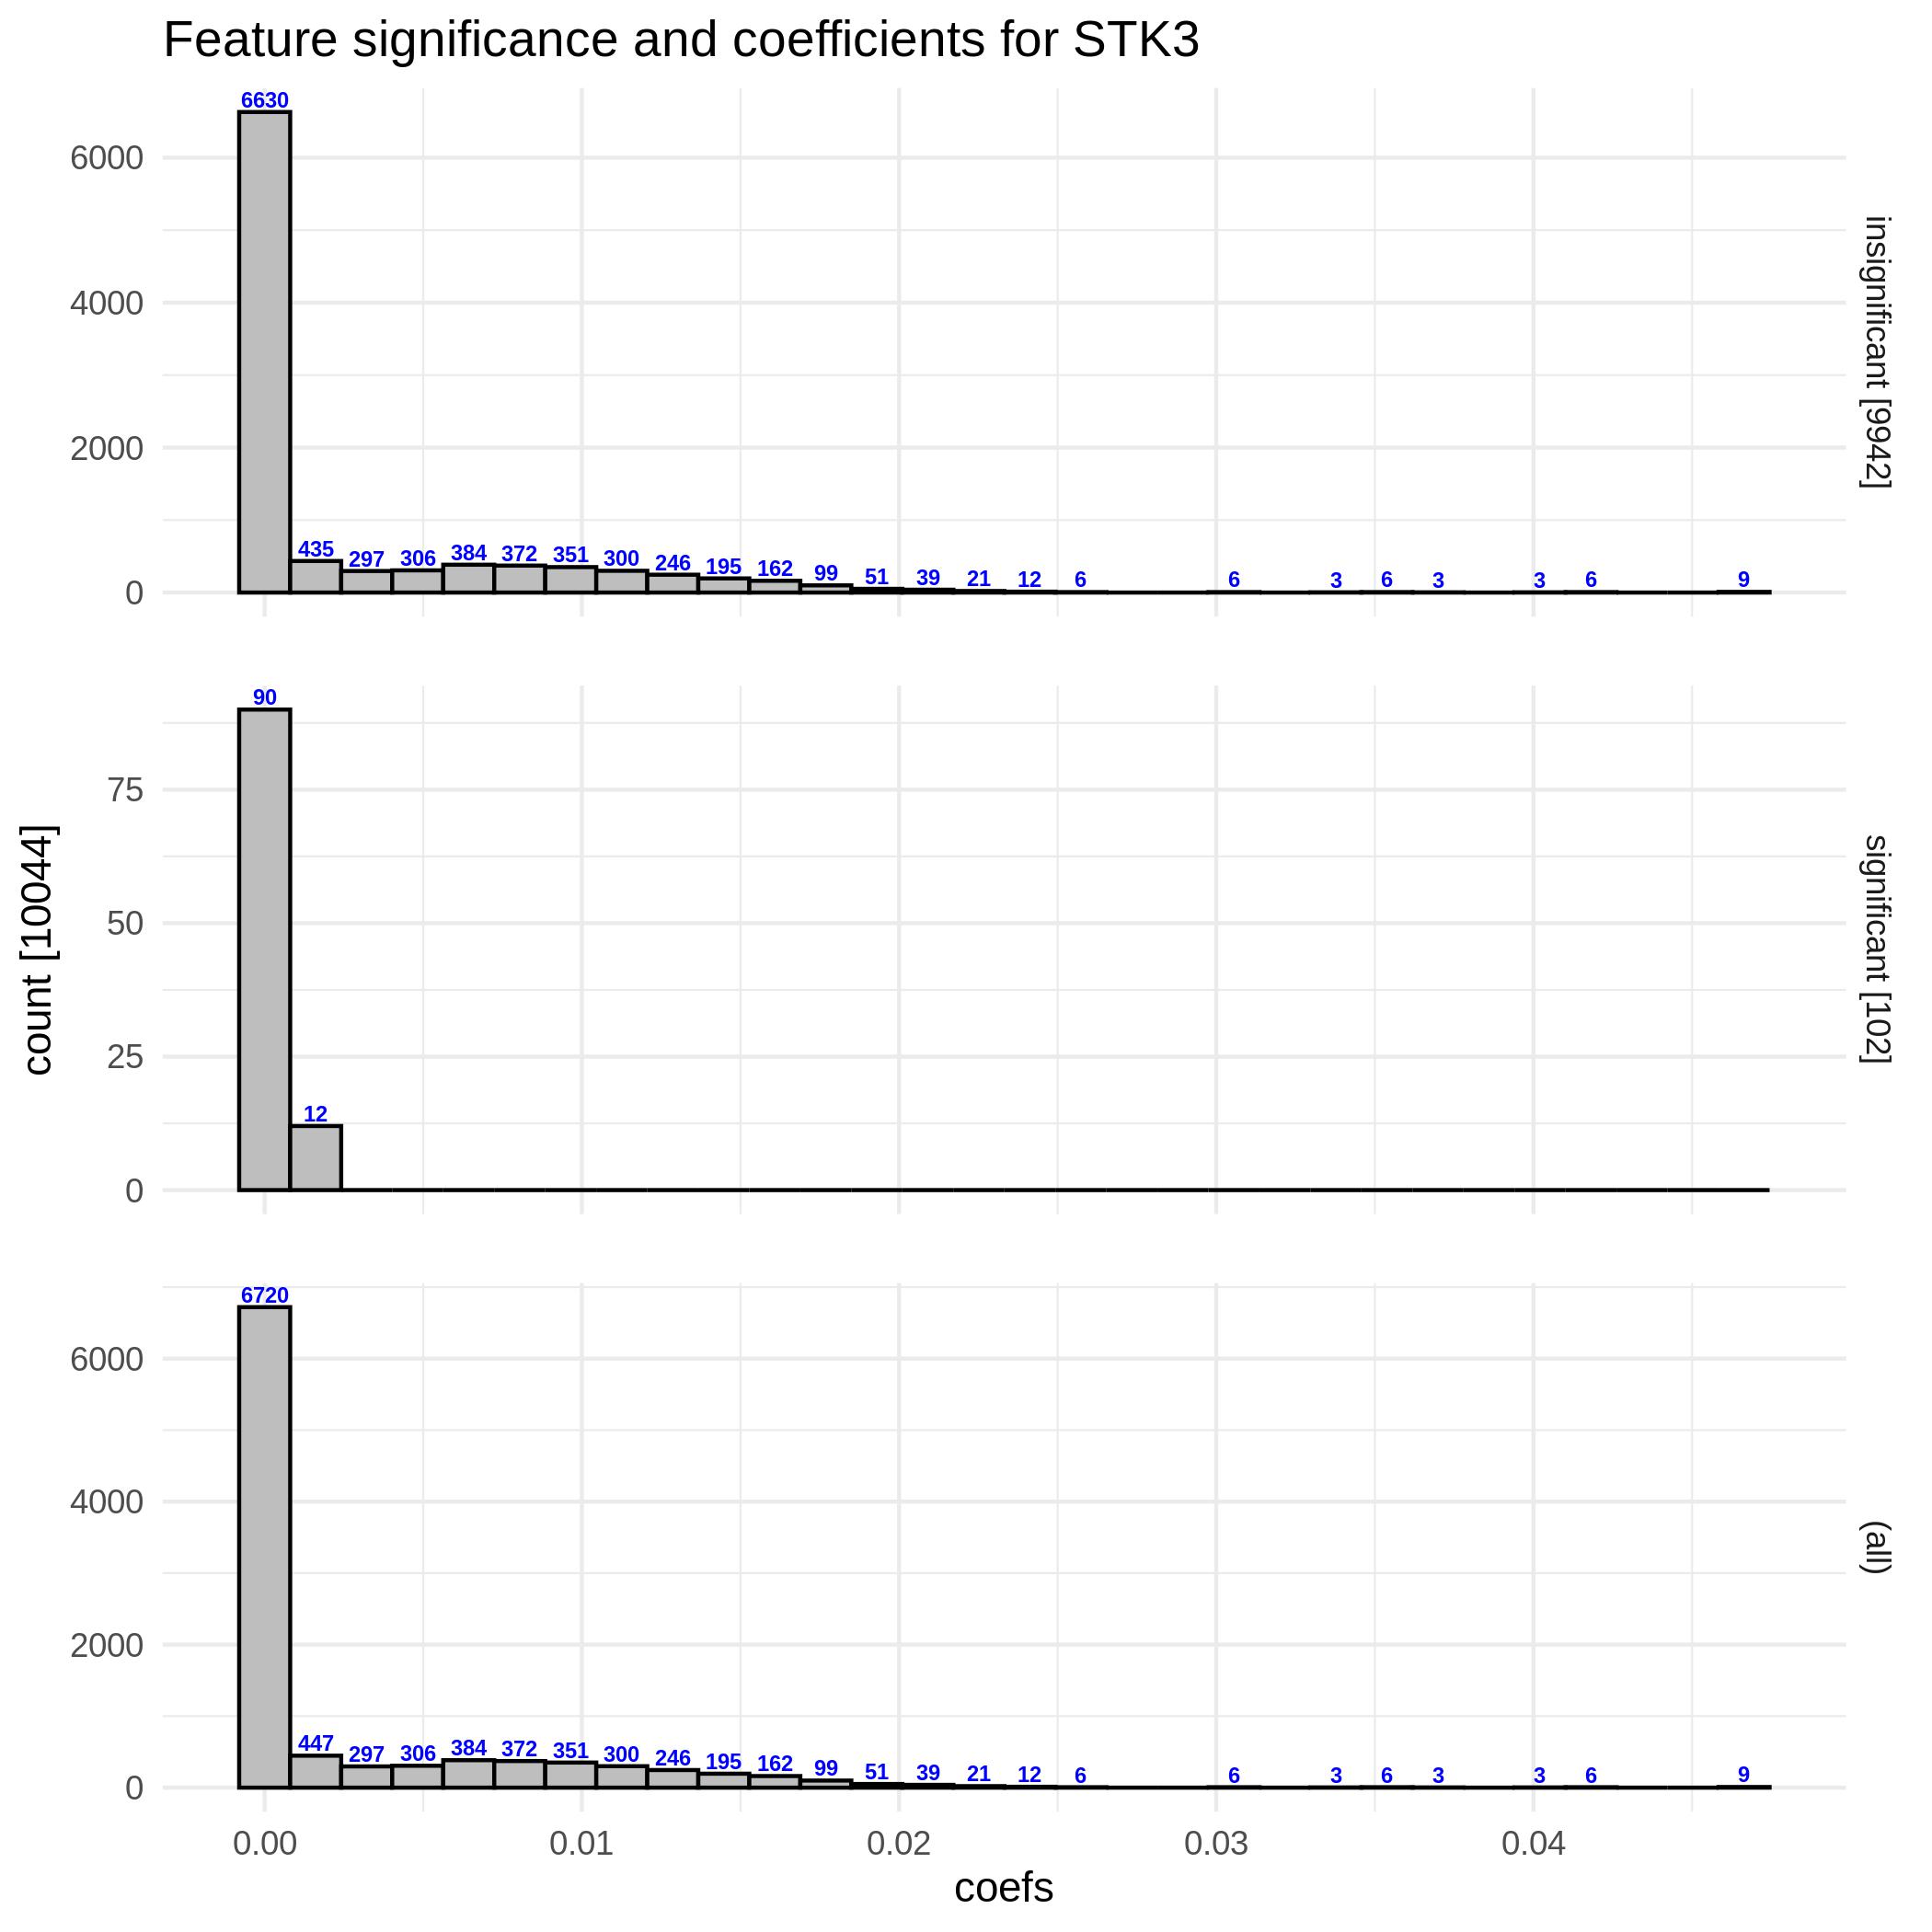 Feature significance and coefficients for STK3
6630
6000
4000
2000
0
435 297 306 384 372 351 300 246 195 162 99 51 39 21 12 6 6 3 6 3 3 6 9
insignificant [9942]
90
75
50
25
0
12
significant [102]
count [10044]
6720
6000
4000
2000
0
447 297 306 384 372 351 300 246 195 162 99 51 39 21 12 6 6 3 6 3 3 6 9
(all)
0.00 0.01 0.02 0.03 0.04
coefs